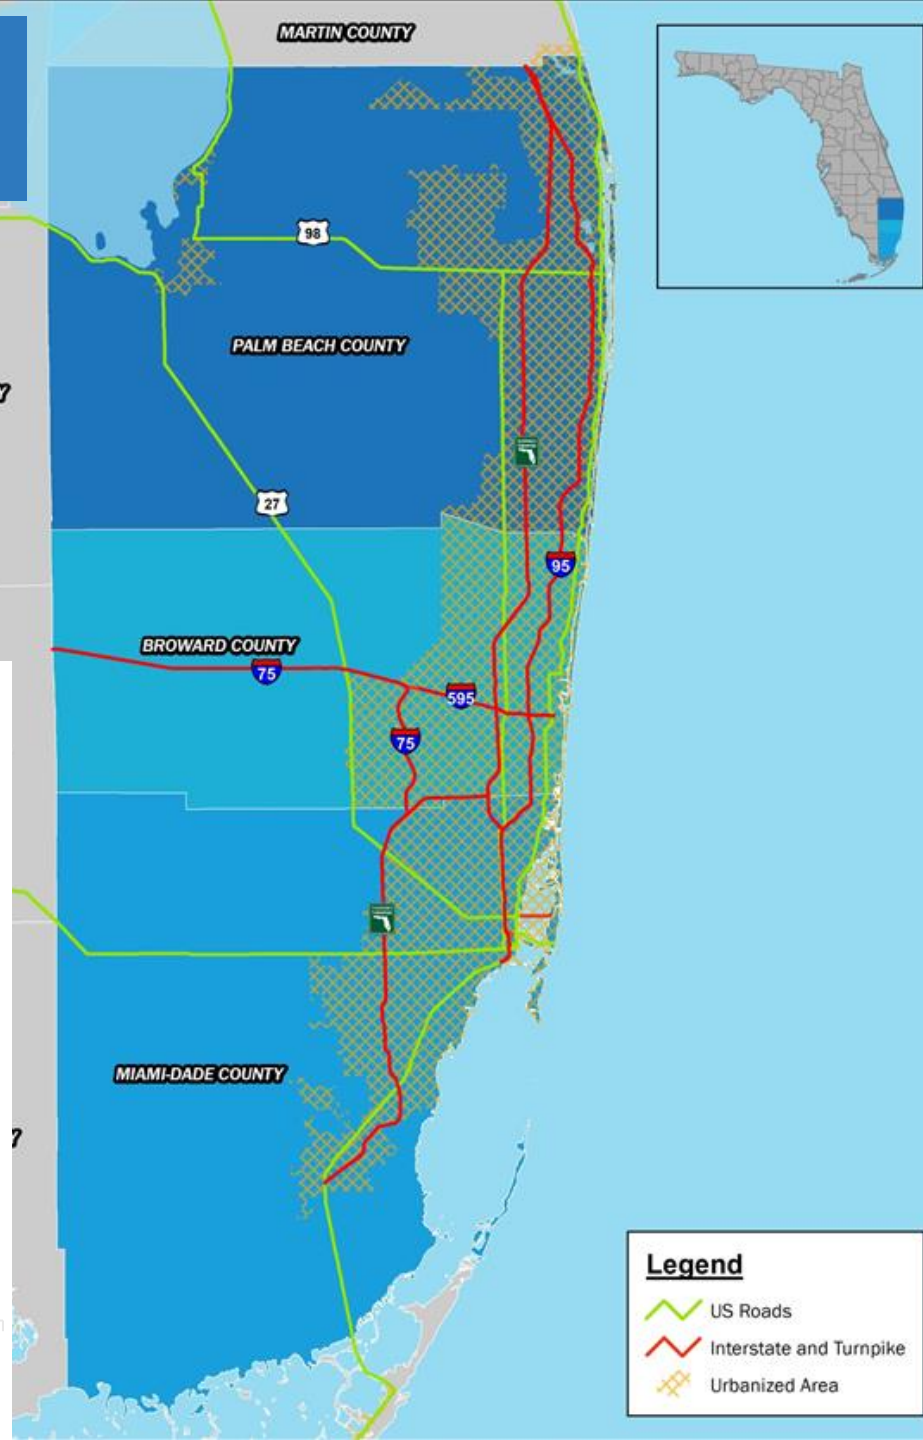 MARTIN COUNTY
98
PALM BEACH COUNTY
Y
27
95
BROWARD COUNTY
75
595
75
MIAMI-DADE COUNTY
Y
Legend
US Roads
Interstate and Turnpike
Urbanized Area